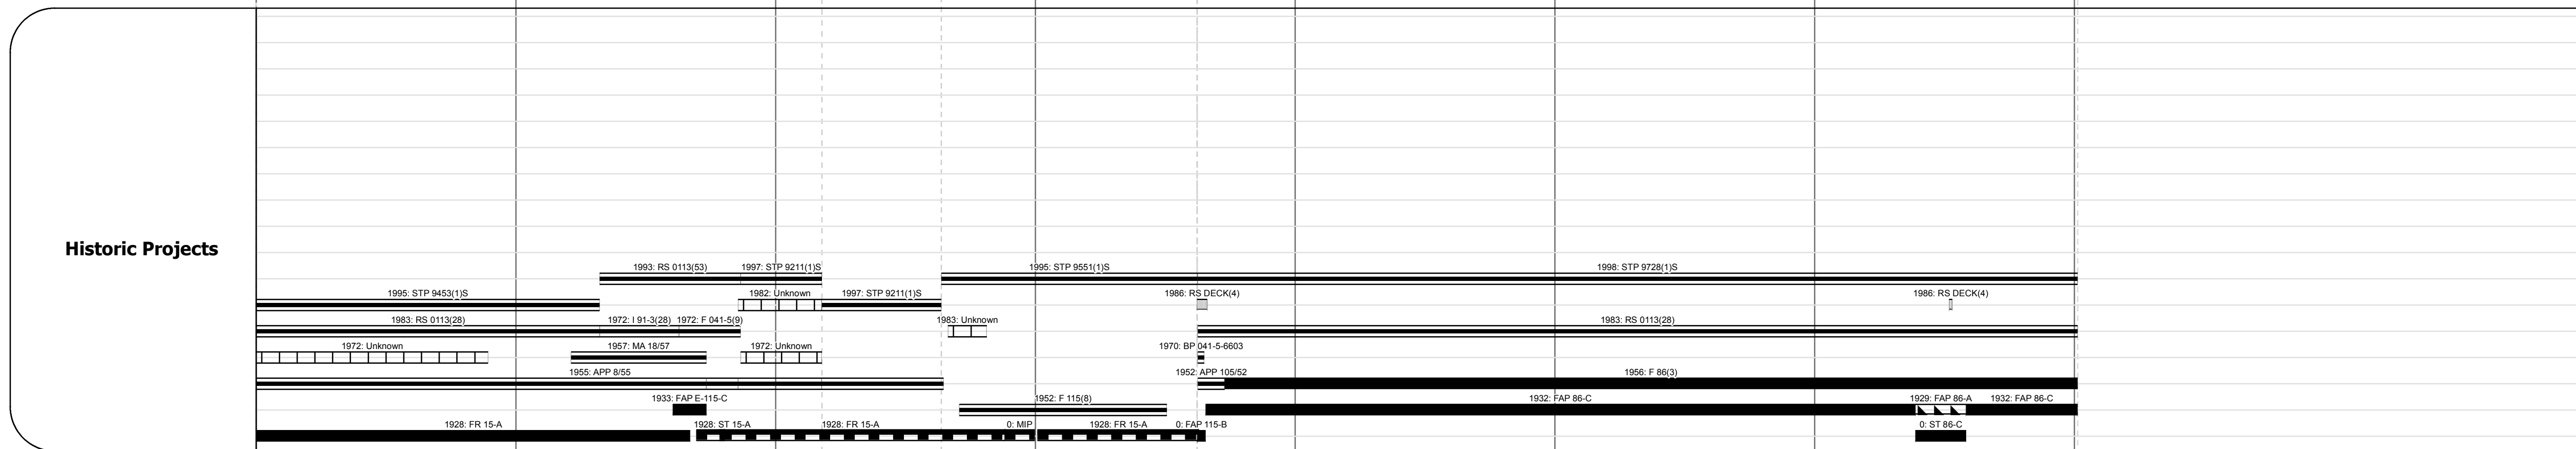 Historic Projects
1993: RS 0113(53) 1997: STP 9211(1)S 1995: STP 9551(1)S 1998: STP 9728(1)S
1995: STP 9453(1)S 1982: Unknown 1997: STP 9211(1)S 1986: RS DECK(4) 1986: RS DECK(4)
1983: RS 0113(28) 1972: I 91-3(28) 1972: F 041-5(9) 1983: Unknown 1983: RS 0113(28)
1972: Unknown 1957: MA 18/57 1972: Unknown 1970: BP 041-5-6603
1955: APP 8/55 1952: APP 105/52 1956: F 86(3)
1933: FAP E-115-C 1952: F 115(8) 1932: FAP 86-C 1929: FAP 86-A 1932: FAP 86-C
1928: FR 15-A 1928: ST 15-A 1928: FR 15-A 0: MIP 1928: FR 15-A 0: FAP 115-B 0: ST 86-C